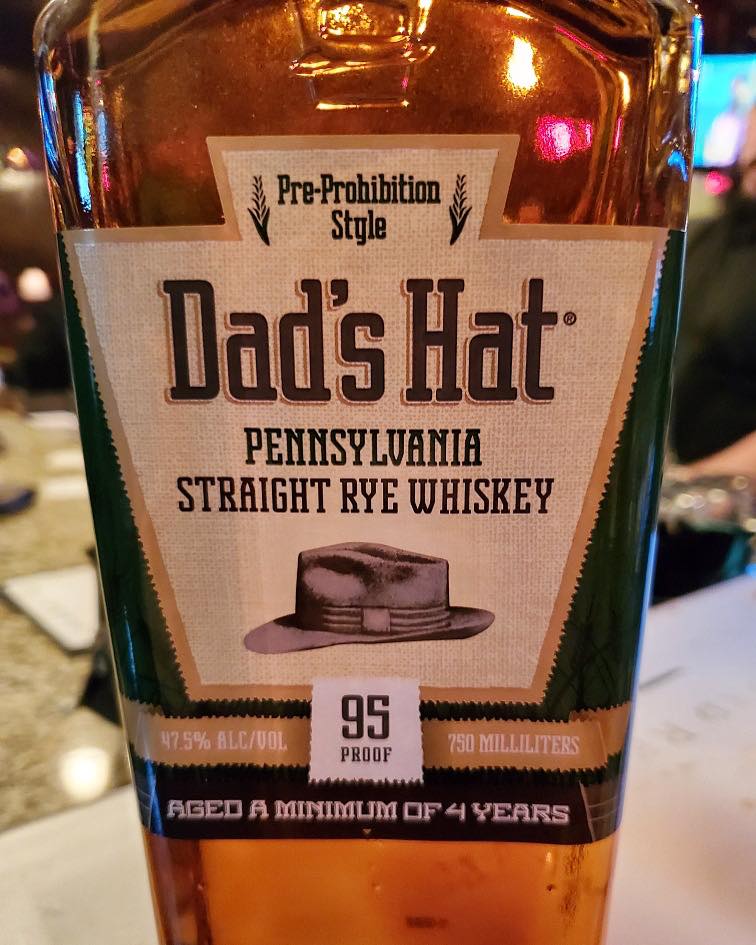 Pre-Prohibition
Style
Dad's Hat®
PENNSYLVANIA
STRAIGHT RYE WHISKEY
95
PROOF
47.5% ALC/VOL
750 MILLILITERS
AGED A MINIMUM OF 4 YEARS